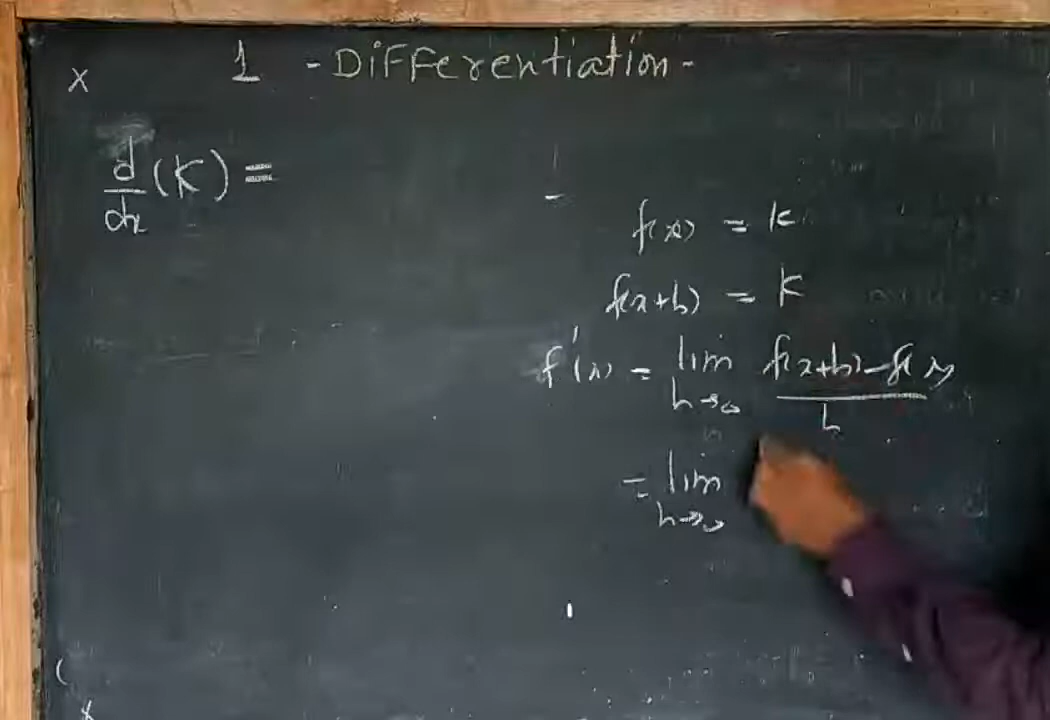 x 1 - Differentiation -
d/dx (K) =
f(x) = k
f(x+h) = k
f'(x) = lim h→0 f(x+h)-f(x) / h
= lim h→0